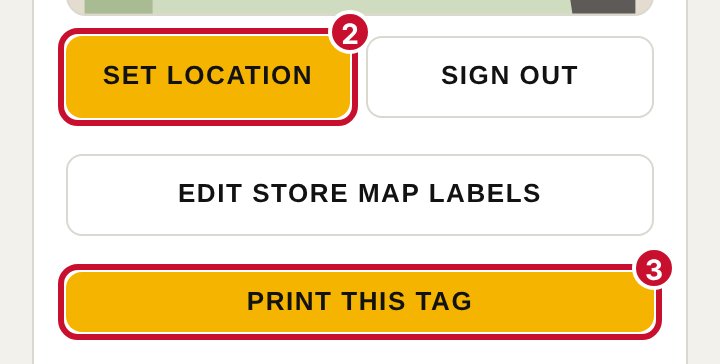 SET LOCATION 2 SIGN OUT
EDIT STORE MAP LABELS
3
PRINT THIS TAG